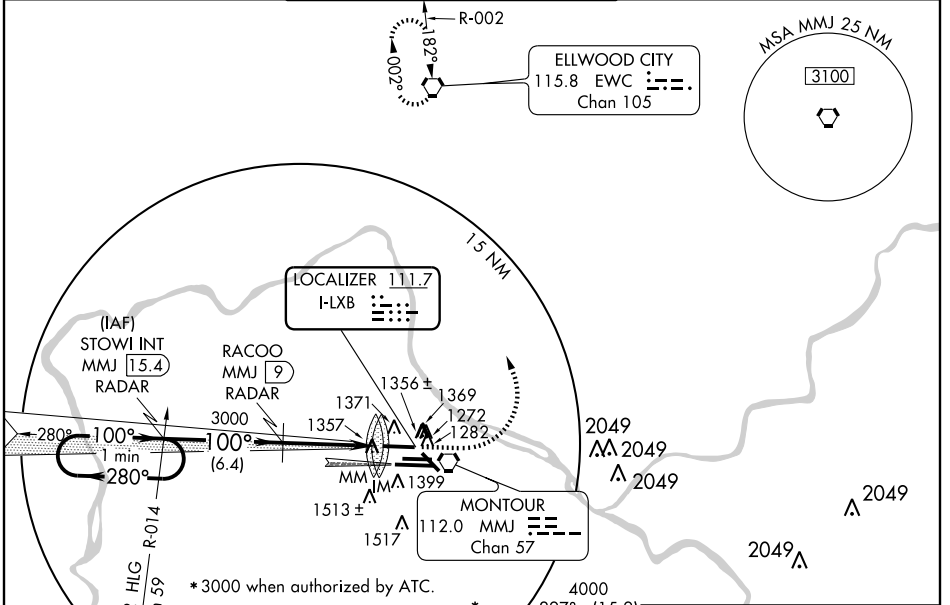 R-002
182°
002°
ELLWOOD CITY
115.8 EWC
Chan 105
MSA MMJ 25 NM
3100
15 NM
LOCALIZER 111.7
I-LXB
(IAF)
STOWI INT
MMJ 15.4
RADAR
RACOO
MMJ 9
RADAR
1356 ±
1369
1371
1272
1357
1282
3000
280°
100°
100°
1 min
(6.4)
280°
MM
IM
1399
1513 ±
1517
MONTOUR
112.0 MMJ
Chan 57
2049
2049
2049
2049
2049
R-014
HLG
59
* 3000 when authorized by ATC.
4000
*